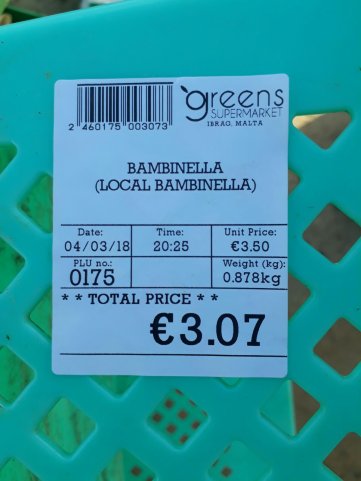 greens
SUPERMARKET
IBRAG, MALTA
2 460175 003073
BAMBINELLA
(LOCAL BAMBINELLA)
Date: Time: Unit Price:
04/03/18 20:25 €3.50
PLU no.: Weight (kg):
0175 0.878kg
* * TOTAL PRICE * *
€3.07